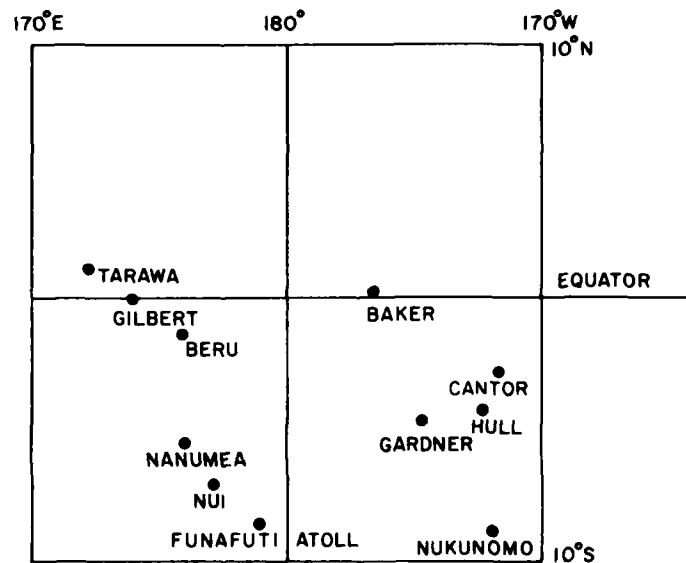 170°E 180° 170°W
10°N
TARAWA
EQUATOR
GILBERT
BAKER
BERU
CANTOR
HULL
GARDNER
NANUMEA
NUI
FUNAFUTI ATOLL
NUKUNOMO
10°S